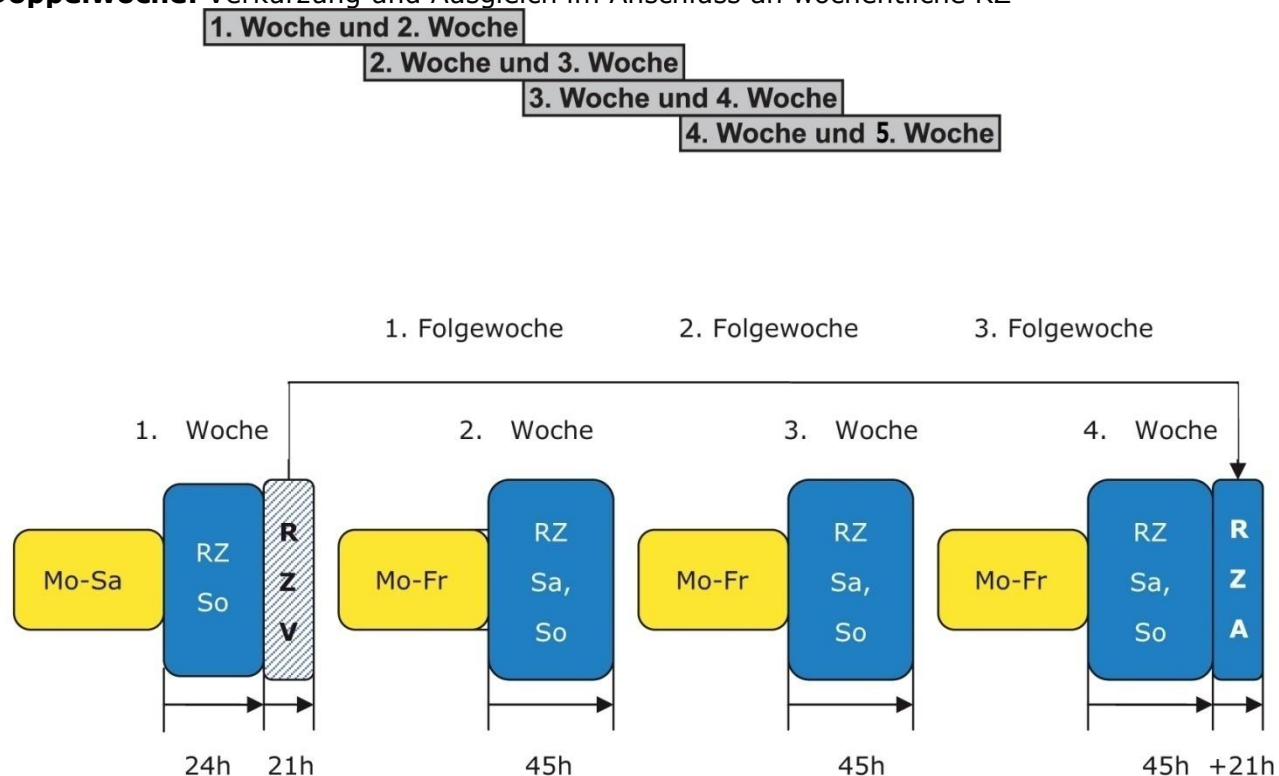 Doppelwoche: Verkürzung und Ausgleich im Anschluss an wöchentliche RZ
1. Woche und 2. Woche
2. Woche und 3. Woche
3. Woche und 4. Woche
4. Woche und 5. Woche
1. Folgewoche 2. Folgewoche 3. Folgewoche
1. Woche 2. Woche 3. Woche 4. Woche
Mo-Sa
RZ
So
R
Z
V
Mo-Fr
RZ
Sa,
So
Mo-Fr
RZ
Sa,
So
Mo-Fr
RZ
Sa,
So
R
Z
A
24h 21h 45h 45h 45h +21h